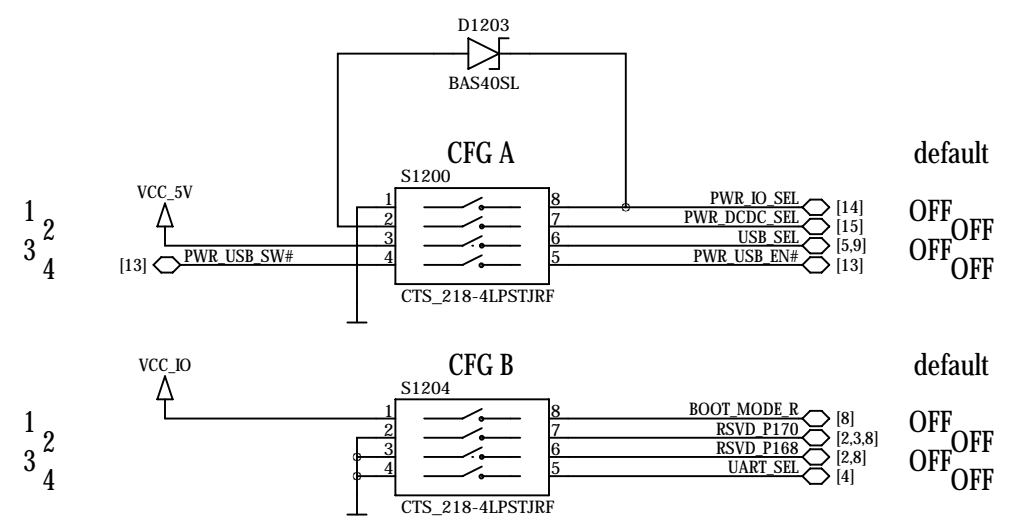 D1203
BAS40SL
CFG A
default
S1200
VCC_5V
1 8 PWR_IO_SEL [14]
1 OFF
2 7 PWR_DCDC_SEL [15]
2 OFF
3 6 USB_SEL [5,9]
3 OFF
[13] PWR_USB_SW# 4 5 PWR_USB_EN# [13]
4 OFF
CTS_218-4LPSTJRF
CFG B
default
VCC_IO
S1204
1 8 BOOT_MODE_R [8]
1 OFF
2 7 RSVD_P170 [2,3,8]
2 OFF
3 6 RSVD_P168 [2,8]
3 OFF
4 5 UART_SEL [4]
4 OFF
CTS_218-4LPSTJRF